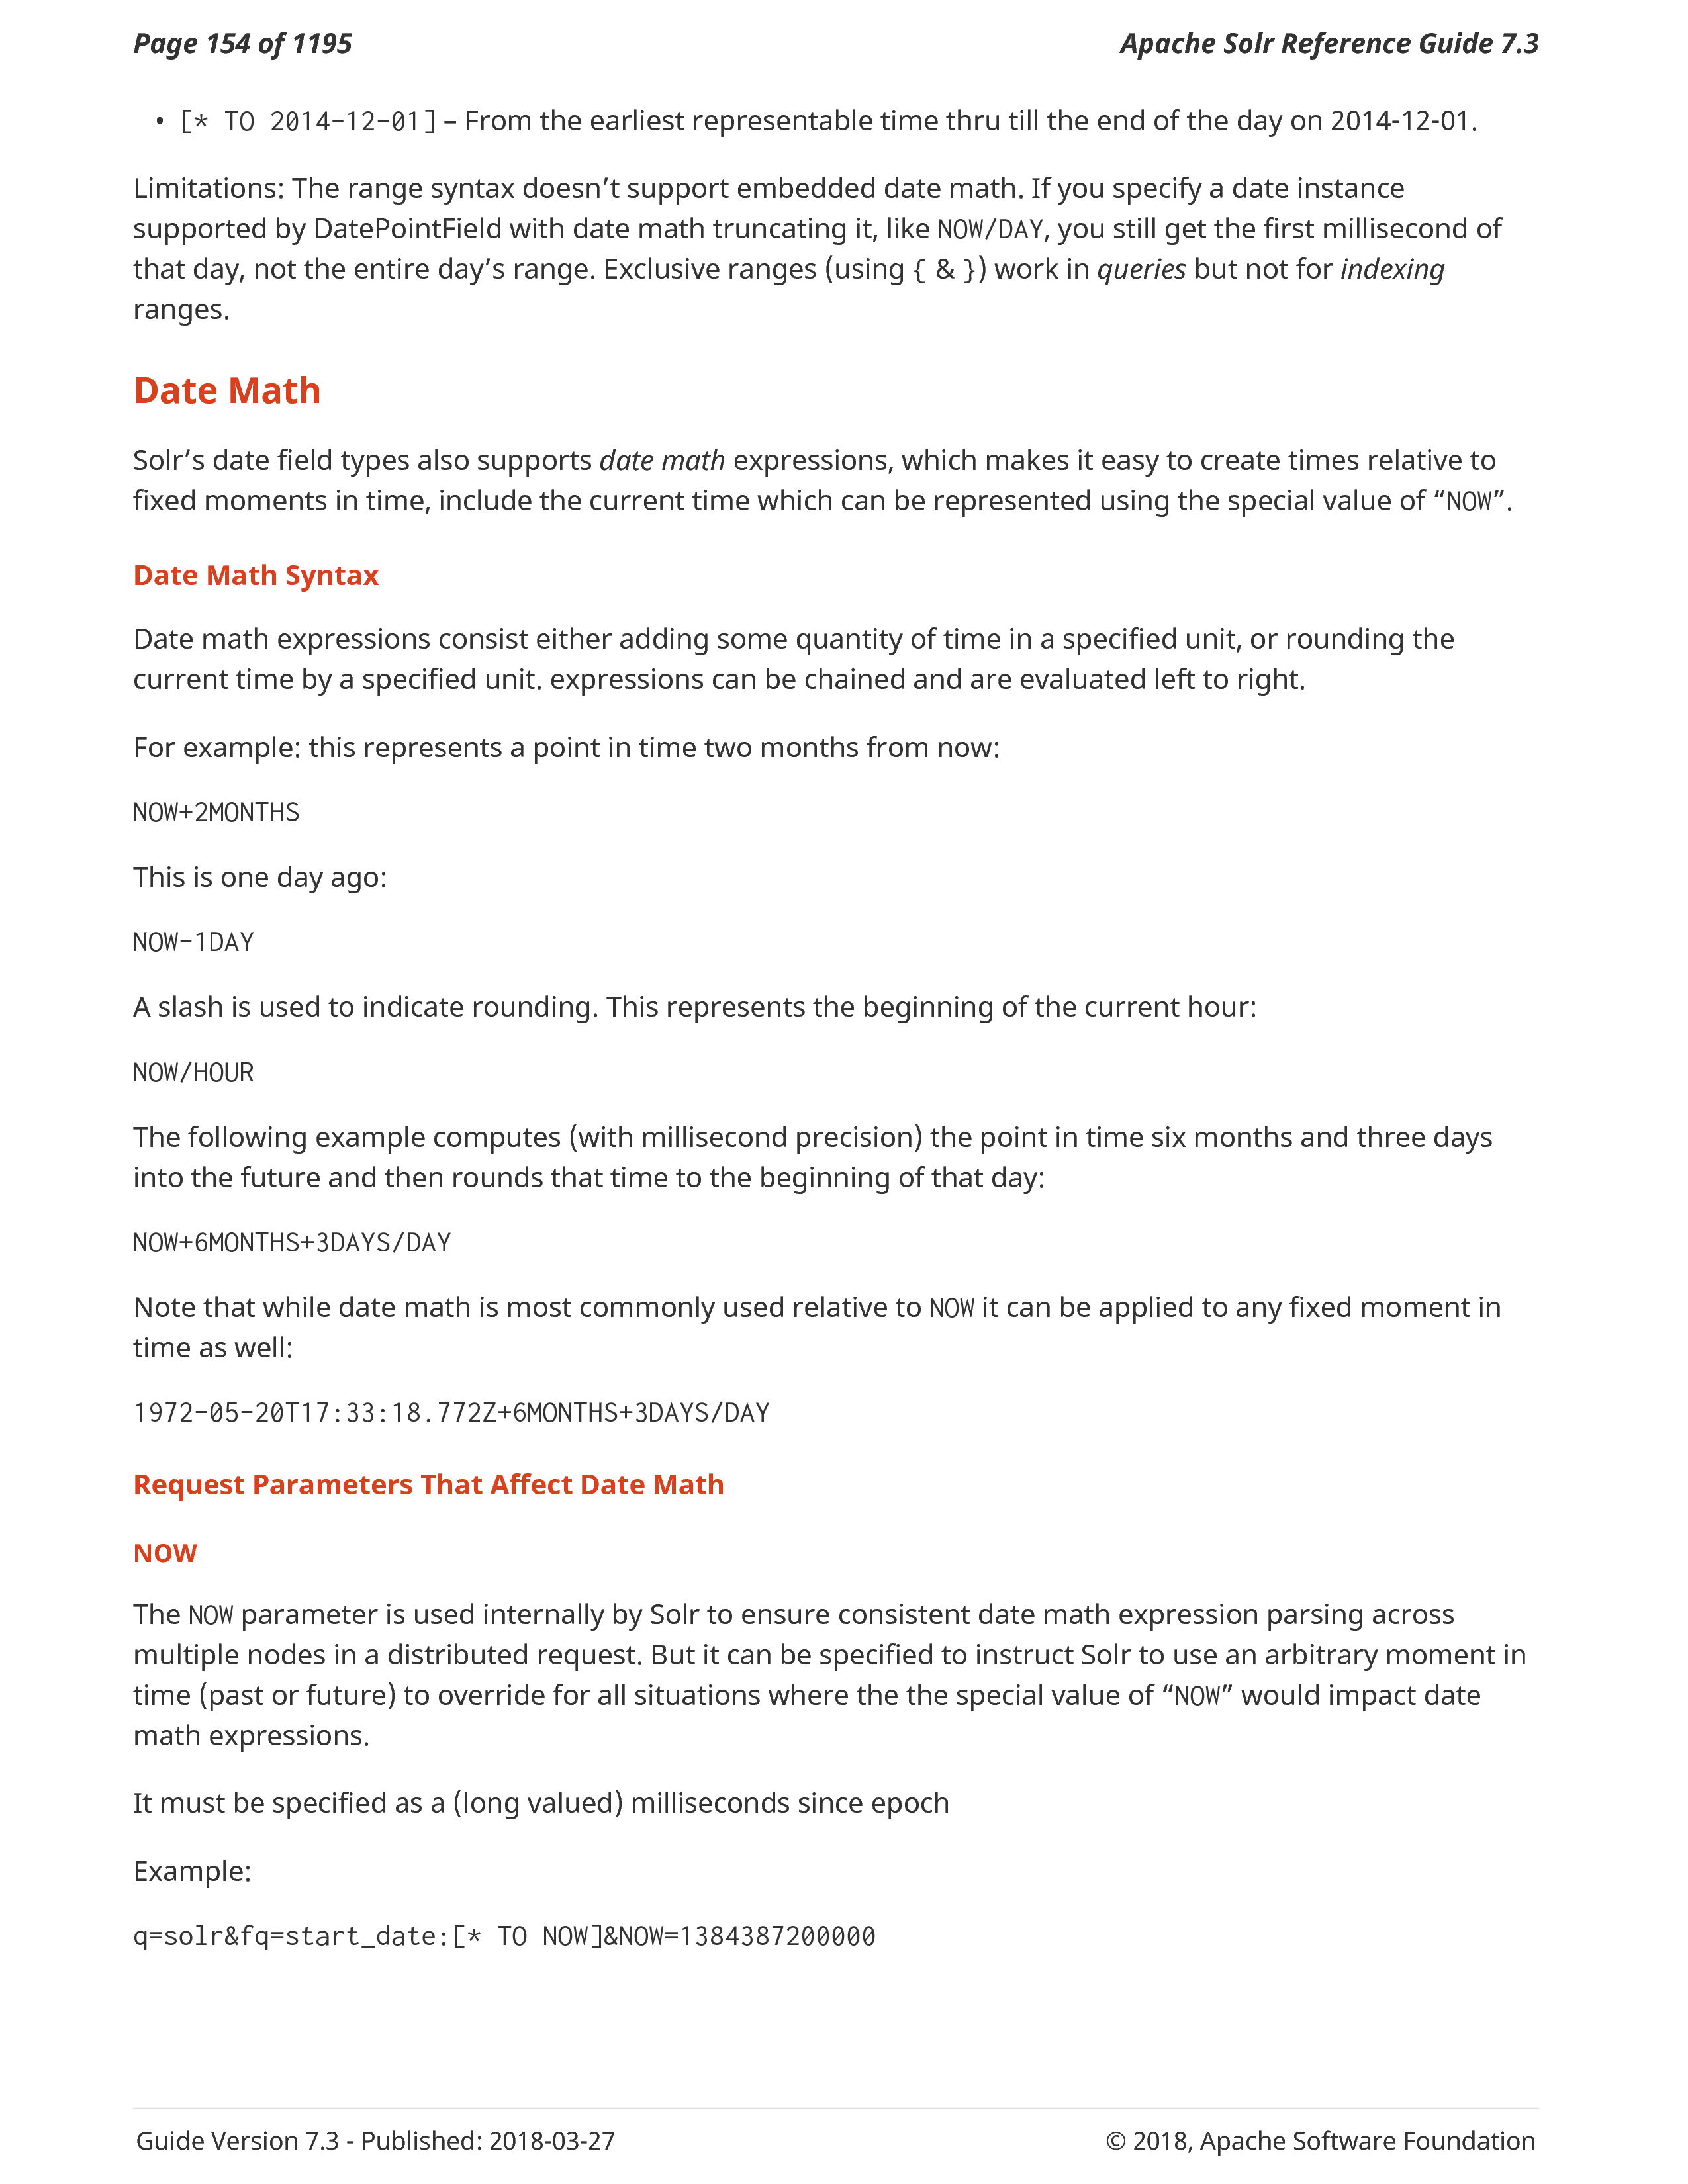 Page 154 of 1195
Apache Solr Reference Guide 7.3
• [* TO 2014-12-01] – From the earliest representable time thru till the end of the day on 2014-12-01.
Limitations: The range syntax doesn’t support embedded date math. If you specify a date instance
supported by DatePointField with date math truncating it, like NOW/DAY, you still get the first millisecond of
that day, not the entire day’s range. Exclusive ranges (using { & }) work in queries but not for indexing
ranges.
Date Math
Solr’s date field types also supports date math expressions, which makes it easy to create times relative to
fixed moments in time, include the current time which can be represented using the special value of “NOW”.
Date Math Syntax
Date math expressions consist either adding some quantity of time in a specified unit, or rounding the
current time by a specified unit. expressions can be chained and are evaluated left to right.
For example: this represents a point in time two months from now:
NOW+2MONTHS
This is one day ago:
NOW-1DAY
A slash is used to indicate rounding. This represents the beginning of the current hour:
NOW/HOUR
The following example computes (with millisecond precision) the point in time six months and three days
into the future and then rounds that time to the beginning of that day:
NOW+6MONTHS+3DAYS/DAY
Note that while date math is most commonly used relative to NOW it can be applied to any fixed moment in
time as well:
1972-05-20T17:33:18.772Z+6MONTHS+3DAYS/DAY
Request Parameters That Affect Date Math
NOW
The NOW parameter is used internally by Solr to ensure consistent date math expression parsing across
multiple nodes in a distributed request. But it can be specified to instruct Solr to use an arbitrary moment in
time (past or future) to override for all situations where the the special value of “NOW” would impact date
math expressions.
It must be specified as a (long valued) milliseconds since epoch
Example:
q=solr&fq=start_date:[* TO NOW]&NOW=1384387200000
Guide Version 7.3 - Published: 2018-03-27
© 2018, Apache Software Foundation